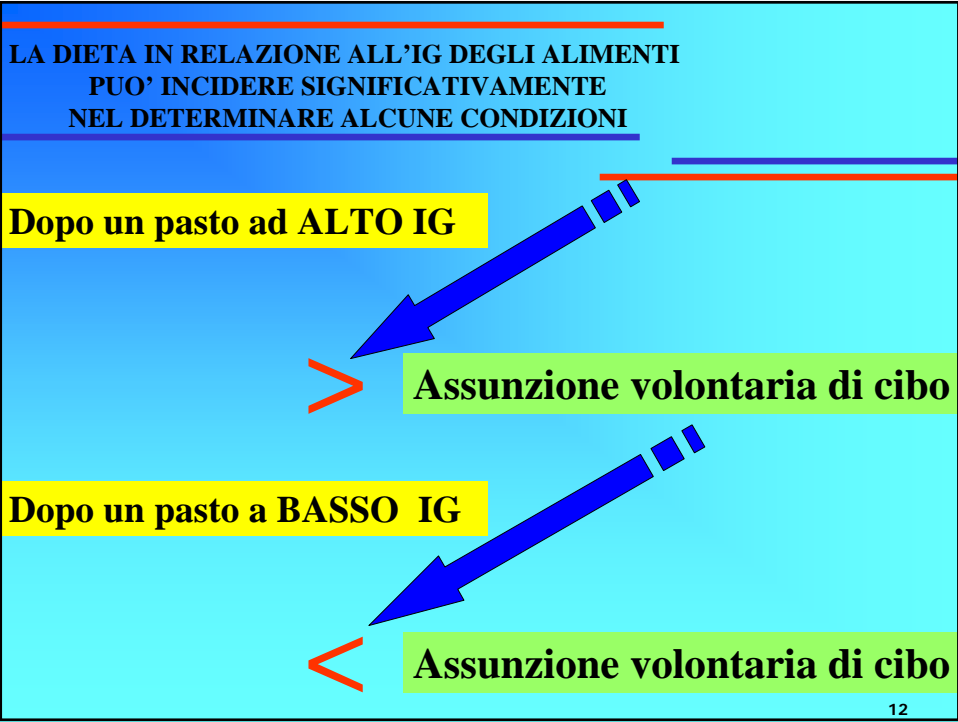 LA DIETA IN RELAZIONE ALL’IG DEGLI ALIMENTI
PUO’ INCIDERE SIGNIFICATIVAMENTE
NEL DETERMINARE ALCUNE CONDIZIONI
Dopo un pasto ad ALTO IG
> Assunzione volontaria di cibo
Dopo un pasto a BASSO IG
< Assunzione volontaria di cibo
12